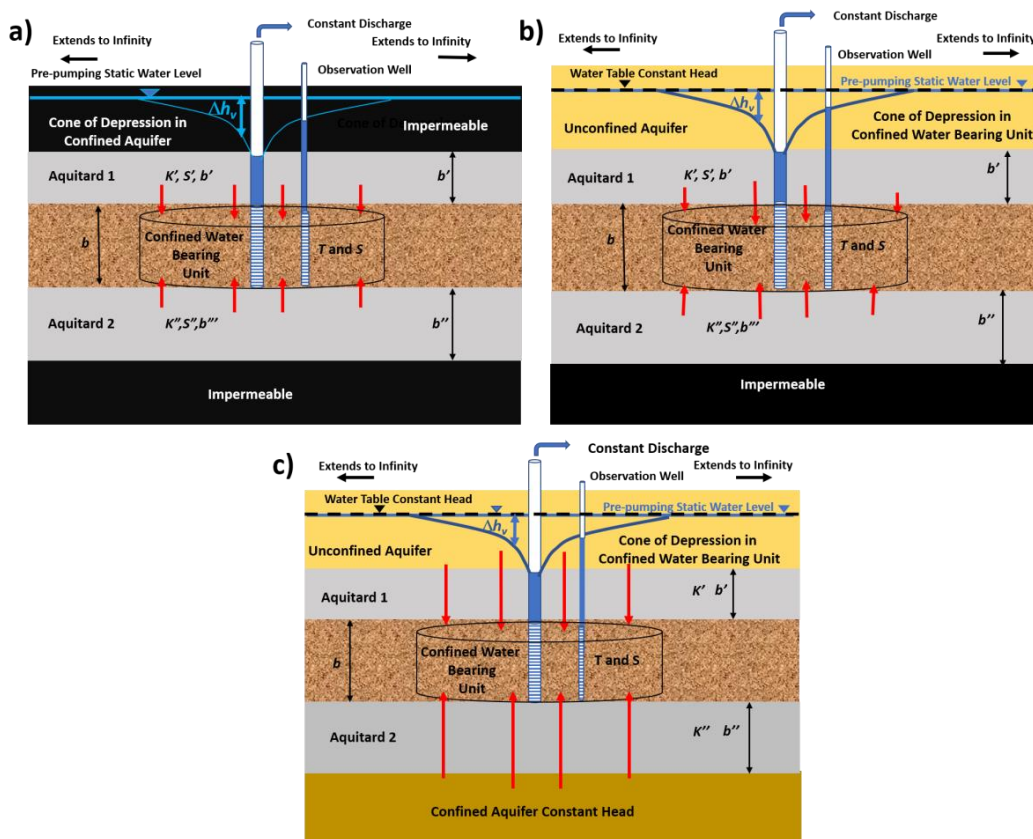 a)
Constant Discharge
Extends to Infinity
Extends to Infinity
Observation Well
Pre-pumping Static Water Level
Δhᵥ
Cone of Depression in
Confined Aquifer
Impermeable
Aquitard 1
K', S', b'
b'
b
Confined Water
Bearing
Unit
T and S
Aquitard 2
K",S",b"'
b"
Impermeable
b)
Constant Discharge
Extends to Infinity
Extends to Infinity
Observation Well
Water Table Constant Head
Pre-pumping Static Water Level
Δhᵥ
Unconfined Aquifer
Cone of Depression in
Confined Water Bearing Unit
Aquitard 1
K', S', b'
b'
b
Confined Water
Bearing
Unit
T and S
Aquitard 2
K",S",b"'
b"
Impermeable
c)
Constant Discharge
Extends to Infinity
Extends to Infinity
Observation Well
Water Table Constant Head
Pre-pumping Static Water Level
Δhᵥ
Unconfined Aquifer
Cone of Depression in
Confined Water Bearing Unit
Aquitard 1
K' b'
b
Confined Water
Bearing
Unit
T and S
Aquitard 2
K" b"
Confined Aquifer Constant Head